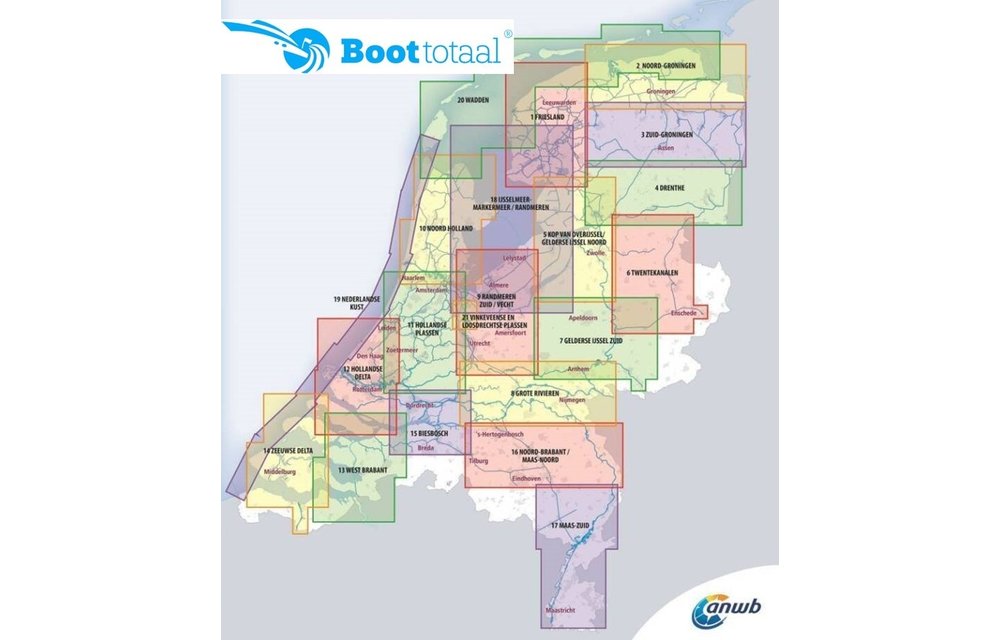 Boottotaal®
2 NOORD-GRONINGEN
Groningen
20 WADDEN
Leeuwarden
1 FRIESLAND
3 ZUID-GRONINGEN
Assen
4 DRENTHE
18 IJSSELMEER-
MARKERMEER / RANDMEREN
10 NOORD HOLLAND
5 KOP VAN OVERIJSSEL/
GELDERSE IJSSEL NOORD
Zwolle
Lelystad
6 TWENTEKANALEN
Haarlem
Amsterdam
Almere
19 NEDERLANDSE
KUST
9 RANDMEREN
ZUID / VECHT
Enschede
Leiden
11 HOLLANDSE
PLASSEN
21 VINKEVEENSE EN
LOOSDRECHTSE PLASSEN
Apeldoorn
Amersfoort
Utrecht
7 GELDERSE IJSSEL ZUID
Zoetermeer
Den Haag
12 HOLLANDSE
DELTA
Arnhem
Rotterdam
8 GROTE RIVIEREN
Nijmegen
Dordrecht
15 BIESBOSCH
's-Hertogenbosch
Breda
14 ZEEUWSE DELTA
Middelburg
13 WEST BRABANT
Tilburg
16 NOORD-BRABANT /
MAAS-NOORD
Eindhoven
17 MAAS-ZUID
Maastricht
anwb